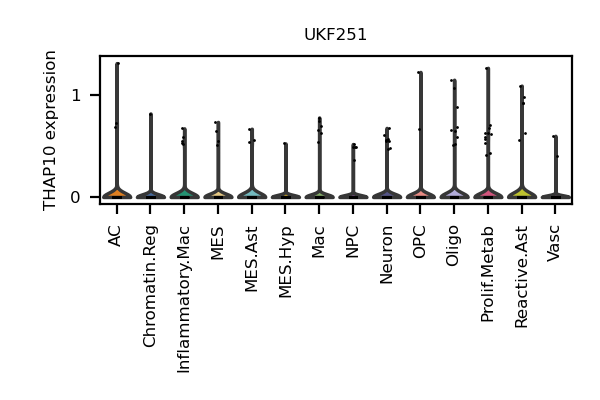 UKF251
THAP10 expression
1
0
AC
Chromatin.Reg
Inflammatory.Mac
MES
MES.Ast
MES.Hyp
Mac
NPC
Neuron
OPC
Oligo
Prolif.Metab
Reactive.Ast
Vasc